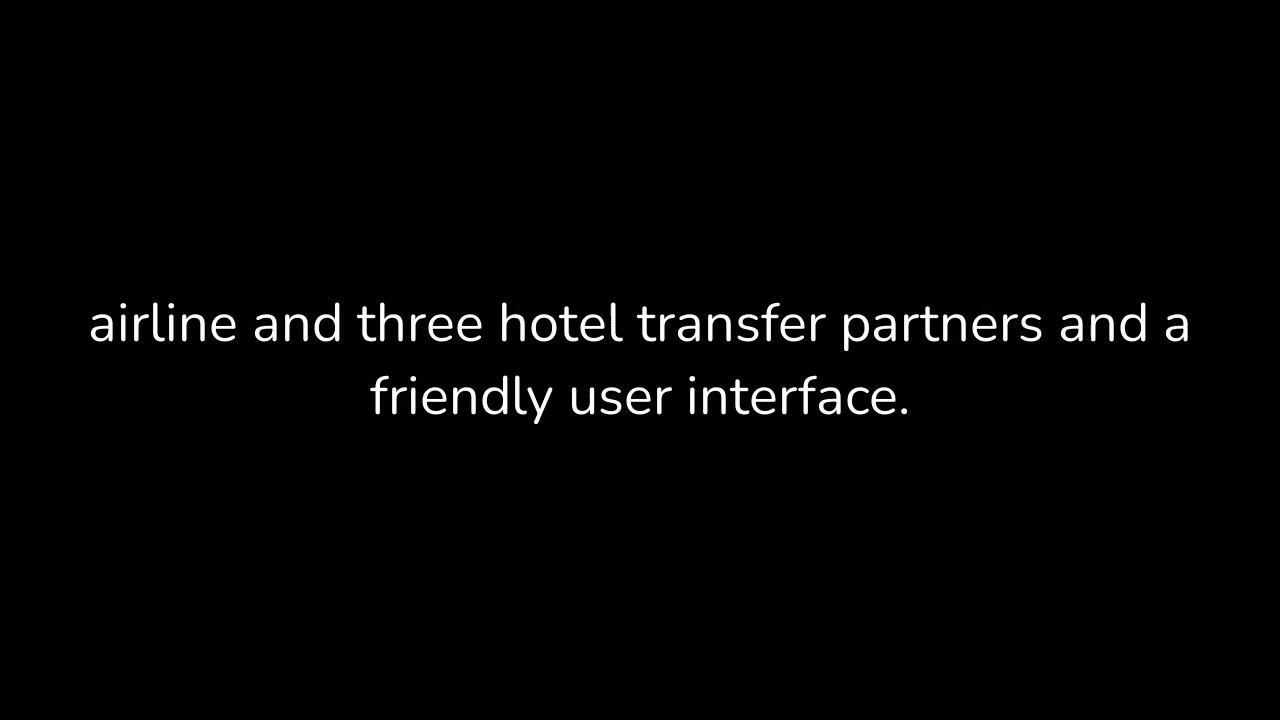 airline and three hotel transfer partners and a
friendly user interface.